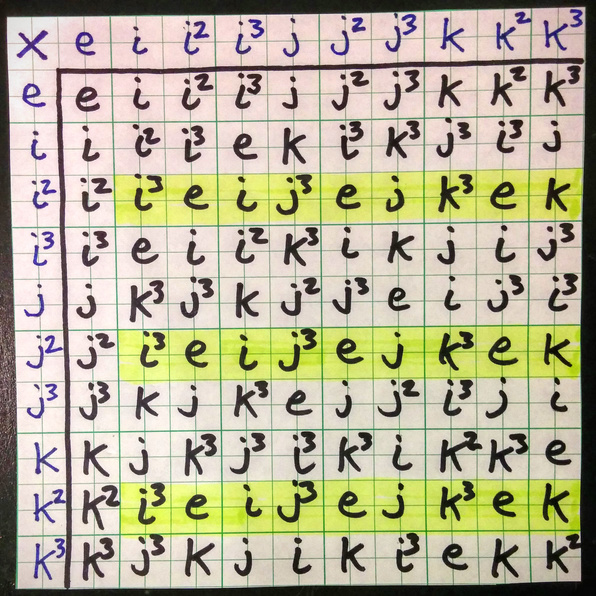 × e i i² i³ j j² j³ k k² k³
e e i i² i³ j j² j³ k k² k³
i i i² i³ e k i³ k³ j³ i³ j
i² i² i³ e i j³ e j k³ e k
i³ i³ e i i² k³ i k j i j³
j j k³ j³ k j² j³ e i j³ i³
j² j² i³ e i j³ e j k³ e k
j³ j³ k j k³ e j j² i³ j i
k k j k³ j³ i³ k³ i k² k³ e
k² k² i³ e i j³ e j k³ e k
k³ k³ j³ k j i k i³ e k k²